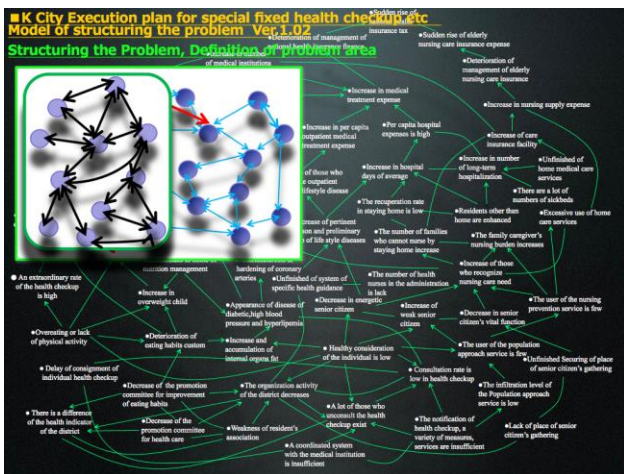 ■K City Execution plan for special fixed health checkup etc
Model of structuring the problem Ver,1.02
Structuring the Problem, Definition of problem area
●Sudden rise of
insurance tax
●Sudden rise of elderly
nursing care insurance expense
●Deterioration of management of
health insurance finance
●Deterioration of
management of elderly
nursing care insurance
of medical institutions
●Increase in medical
treatment expense
●Increase in nursing supply expense
●Increase in per capita
outpatient medical
treatment expense
●Per capita hospital
expenses is high
●Increase of care
insurance facility
of those who
outpatient
lifestyle disease
●Increase in hospital
days of average
●Increase in number
of long-term
hospitalization
●Unfinished of
home medical care
services
●There are a lot of
numbers of
sickbeds
●The recuperation rate
in staying home is low
●Residents other than
home are enhanced
●Excessive use of home
care services
crease of pertinent
son and preliminary
of life style diseases
●The number of families
who cannot nurse by
staying home increase
●The family caregiver's
nursing burden increases
nutrition management
hardening of coronary
arteries
●Unfinished of system of
specific health guidance
●The number of health
nurses in the administration
is lack
●Increase of those
who recognize
nursing care need
●An extraordinary rate
of the health checkup
is high
●Increase in
overweight child
●Appearance of disease of
diabetic,high blood
pressure and hyperlipemia
●Decrease in energetic
senior citizen
●Increase of
weak senior
citizen
●Decrease in senior
citizen's vital function
●The user of the nursing
prevention service is few
●Overeating or lack
of physical activity
●Deterioration of
eating habits custom
●Increase and
accumulation of
internal organs fat
●Healthy consideration
of the individual is low
●The user of the population
approach service is few
●Unfinished Securing of place
of senior citizen's gathering
●Delay of consignment of
individual health checkup
●Consultation rate is
low in health checkup
●Decrease of the promotion
committee for improvement
of eating habits
●The organization activity
of the district decreases
●The infiltration level of
the Population approach
service is low
●There is a difference
of the health indicator
of the district
●Decrease of the
promotion committee
for health care
●Weakness of resident's
association
●A lot of those who
unconsult the health
checkup exist
●The notification of
health checkup, a
variety of measures,
services are insufficient
●Lack of place of senior
citizen's gathering
●A coordinated system
with the medical institution
is insufficient